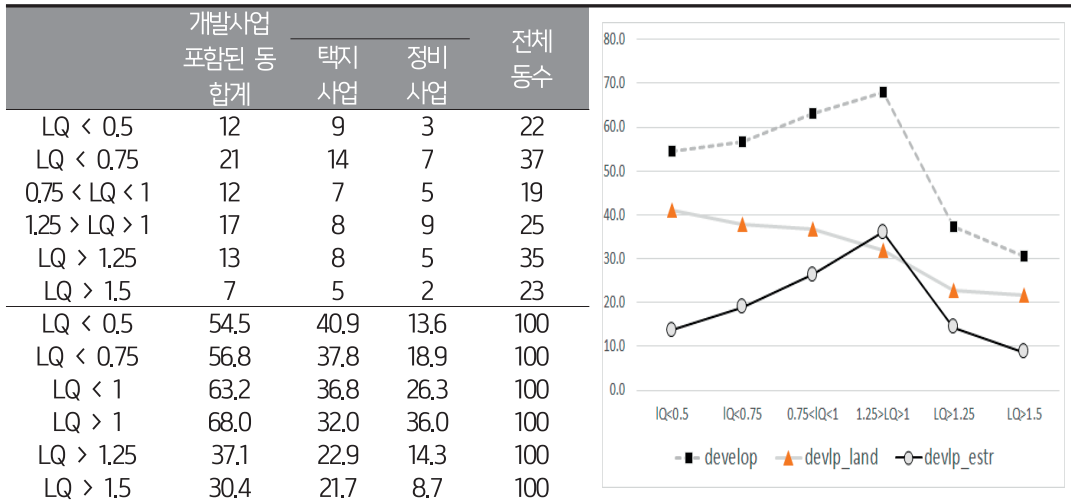 개발사업 포함된 동 합계 택지 사업 정비 사업 전체 동수
LQ < 0.5 12 9 3 22
LQ < 0.75 21 14 7 37
0.75 < LQ < 1 12 7 5 19
1.25 > LQ > 1 17 8 9 25
LQ > 1.25 13 8 5 35
LQ > 1.5 7 5 2 23
LQ < 0.5 54.5 40.9 13.6 100
LQ < 0.75 56.8 37.8 18.9 100
LQ < 1 63.2 36.8 26.3 100
LQ > 1 68.0 32.0 36.0 100
LQ > 1.25 37.1 22.9 14.3 100
LQ > 1.5 30.4 21.7 8.7 100
80.0
70.0
60.0
50.0
40.0
30.0
20.0
10.0
0.0
lQ<0.5 lQ<0.75 0.75<lQ<1 1.25>LQ>1 LQ>1.25 LQ>1.5
develop devlp_land devlp_estr